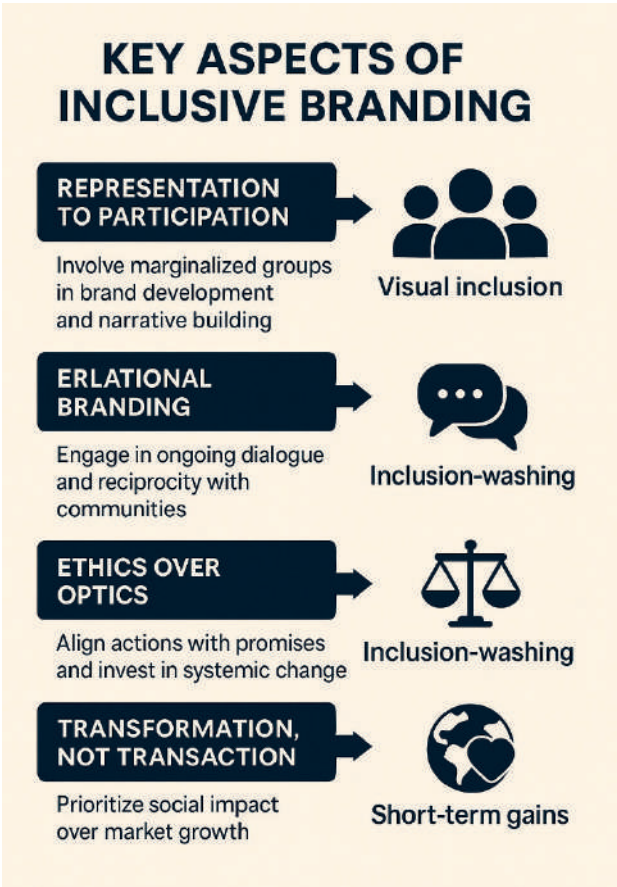 KEY ASPECTS OF
INCLUSIVE BRANDING
REPRESENTATION
TO PARTICIPATION
Involve marginalized groups
in brand development
and narrative building
Visual inclusion
ERLATIONAL
BRANDING
Engage in ongoing dialogue
and reciprocity with
communities
Inclusion-washing
ETHICS OVER
OPTICS
Align actions with promises
and invest in systemic change
Inclusion-washing
TRANSFORMATION,
NOT TRANSACTION
Prioritize social impact
over market growth
Short-term gains